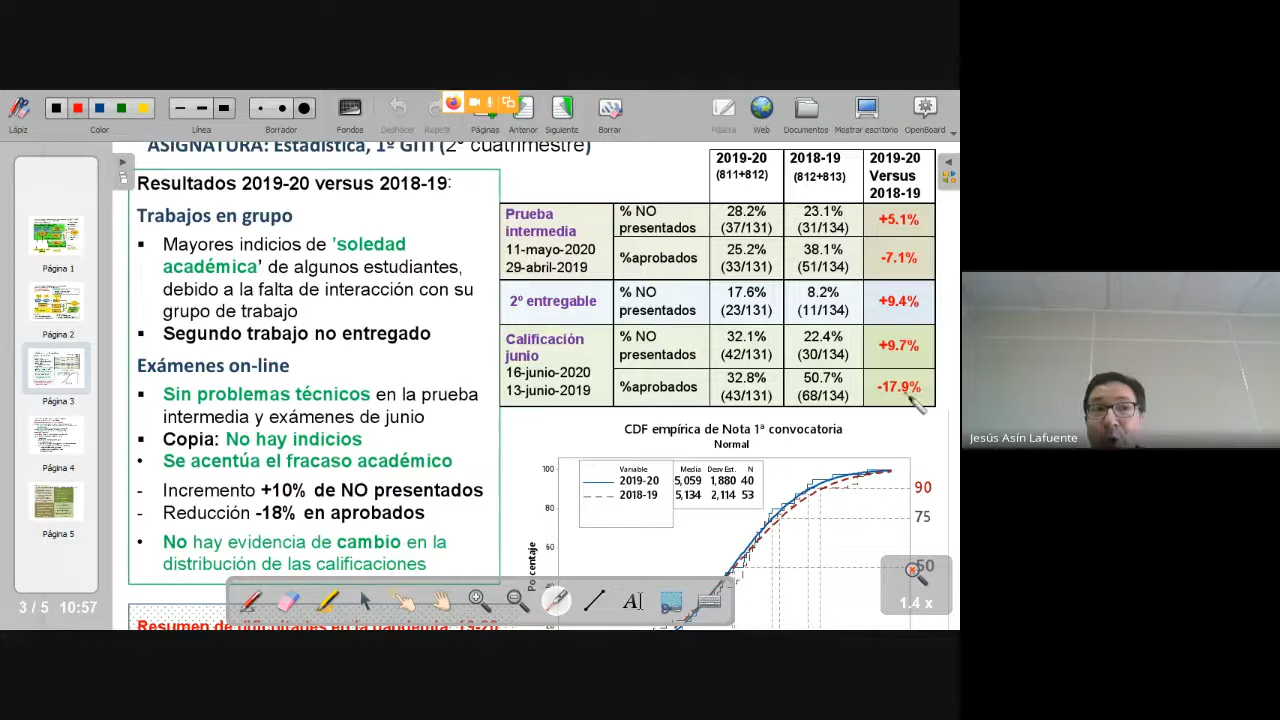 Lápiz
Color
Línea
Borrador
Fondos
Deshacer
Repetir
Páginas
Anterior
Siguiente
Borrar
Pizarra
Web
Documentos
Mostrar escritorio
OpenBoard
Página 1
Página 2
Página 3
Página 4
Página 5
3 / 5 10:57
ASIGNATURA: Estadística, 1º GITI (2º cuatrimestre)
Resultados 2019-20 versus 2018-19:
Trabajos en grupo
▪ Mayores indicios de 'soledad
académica' de algunos estudiantes,
debido a la falta de interacción con su
grupo de trabajo
▪ Segundo trabajo no entregado
Exámenes on-line
▪ Sin problemas técnicos en la prueba
intermedia y exámenes de junio
▪ Copia: No hay indicios
• Se acentúa el fracaso académico
- Incremento +10% de NO presentados
- Reducción -18% en aprobados
• No hay evidencia de cambio en la
distribución de las calificaciones
Resumen de dificultades en la pandemia: 19-20
2019-20 2018-19 2019-20
(811+812) (812+813) Versus
2018-19
Prueba intermedia
11-mayo-2020
29-abril-2019
% NO presentados 28.2% (37/131) 23.1% (31/134) +5.1%
%aprobados 25.2% (33/131) 38.1% (51/134) -7.1%
2º entregable
% NO presentados 17.6% (23/131) 8.2% (11/134) +9.4%
Calificación junio
16-junio-2020
13-junio-2019
% NO presentados 32.1% (42/131) 22.4% (30/134) +9.7%
%aprobados 32.8% (43/131) 50.7% (68/134) -17.9%
CDF empírica de Nota 1ª convocatoria
Normal
Variable Media Desv.Est. N
2019-20 5,059 1,880 40
2018-19 5,134 2,114 53
100
80
60
90
75
50
1.4 x
Jesús Asín Lafuente